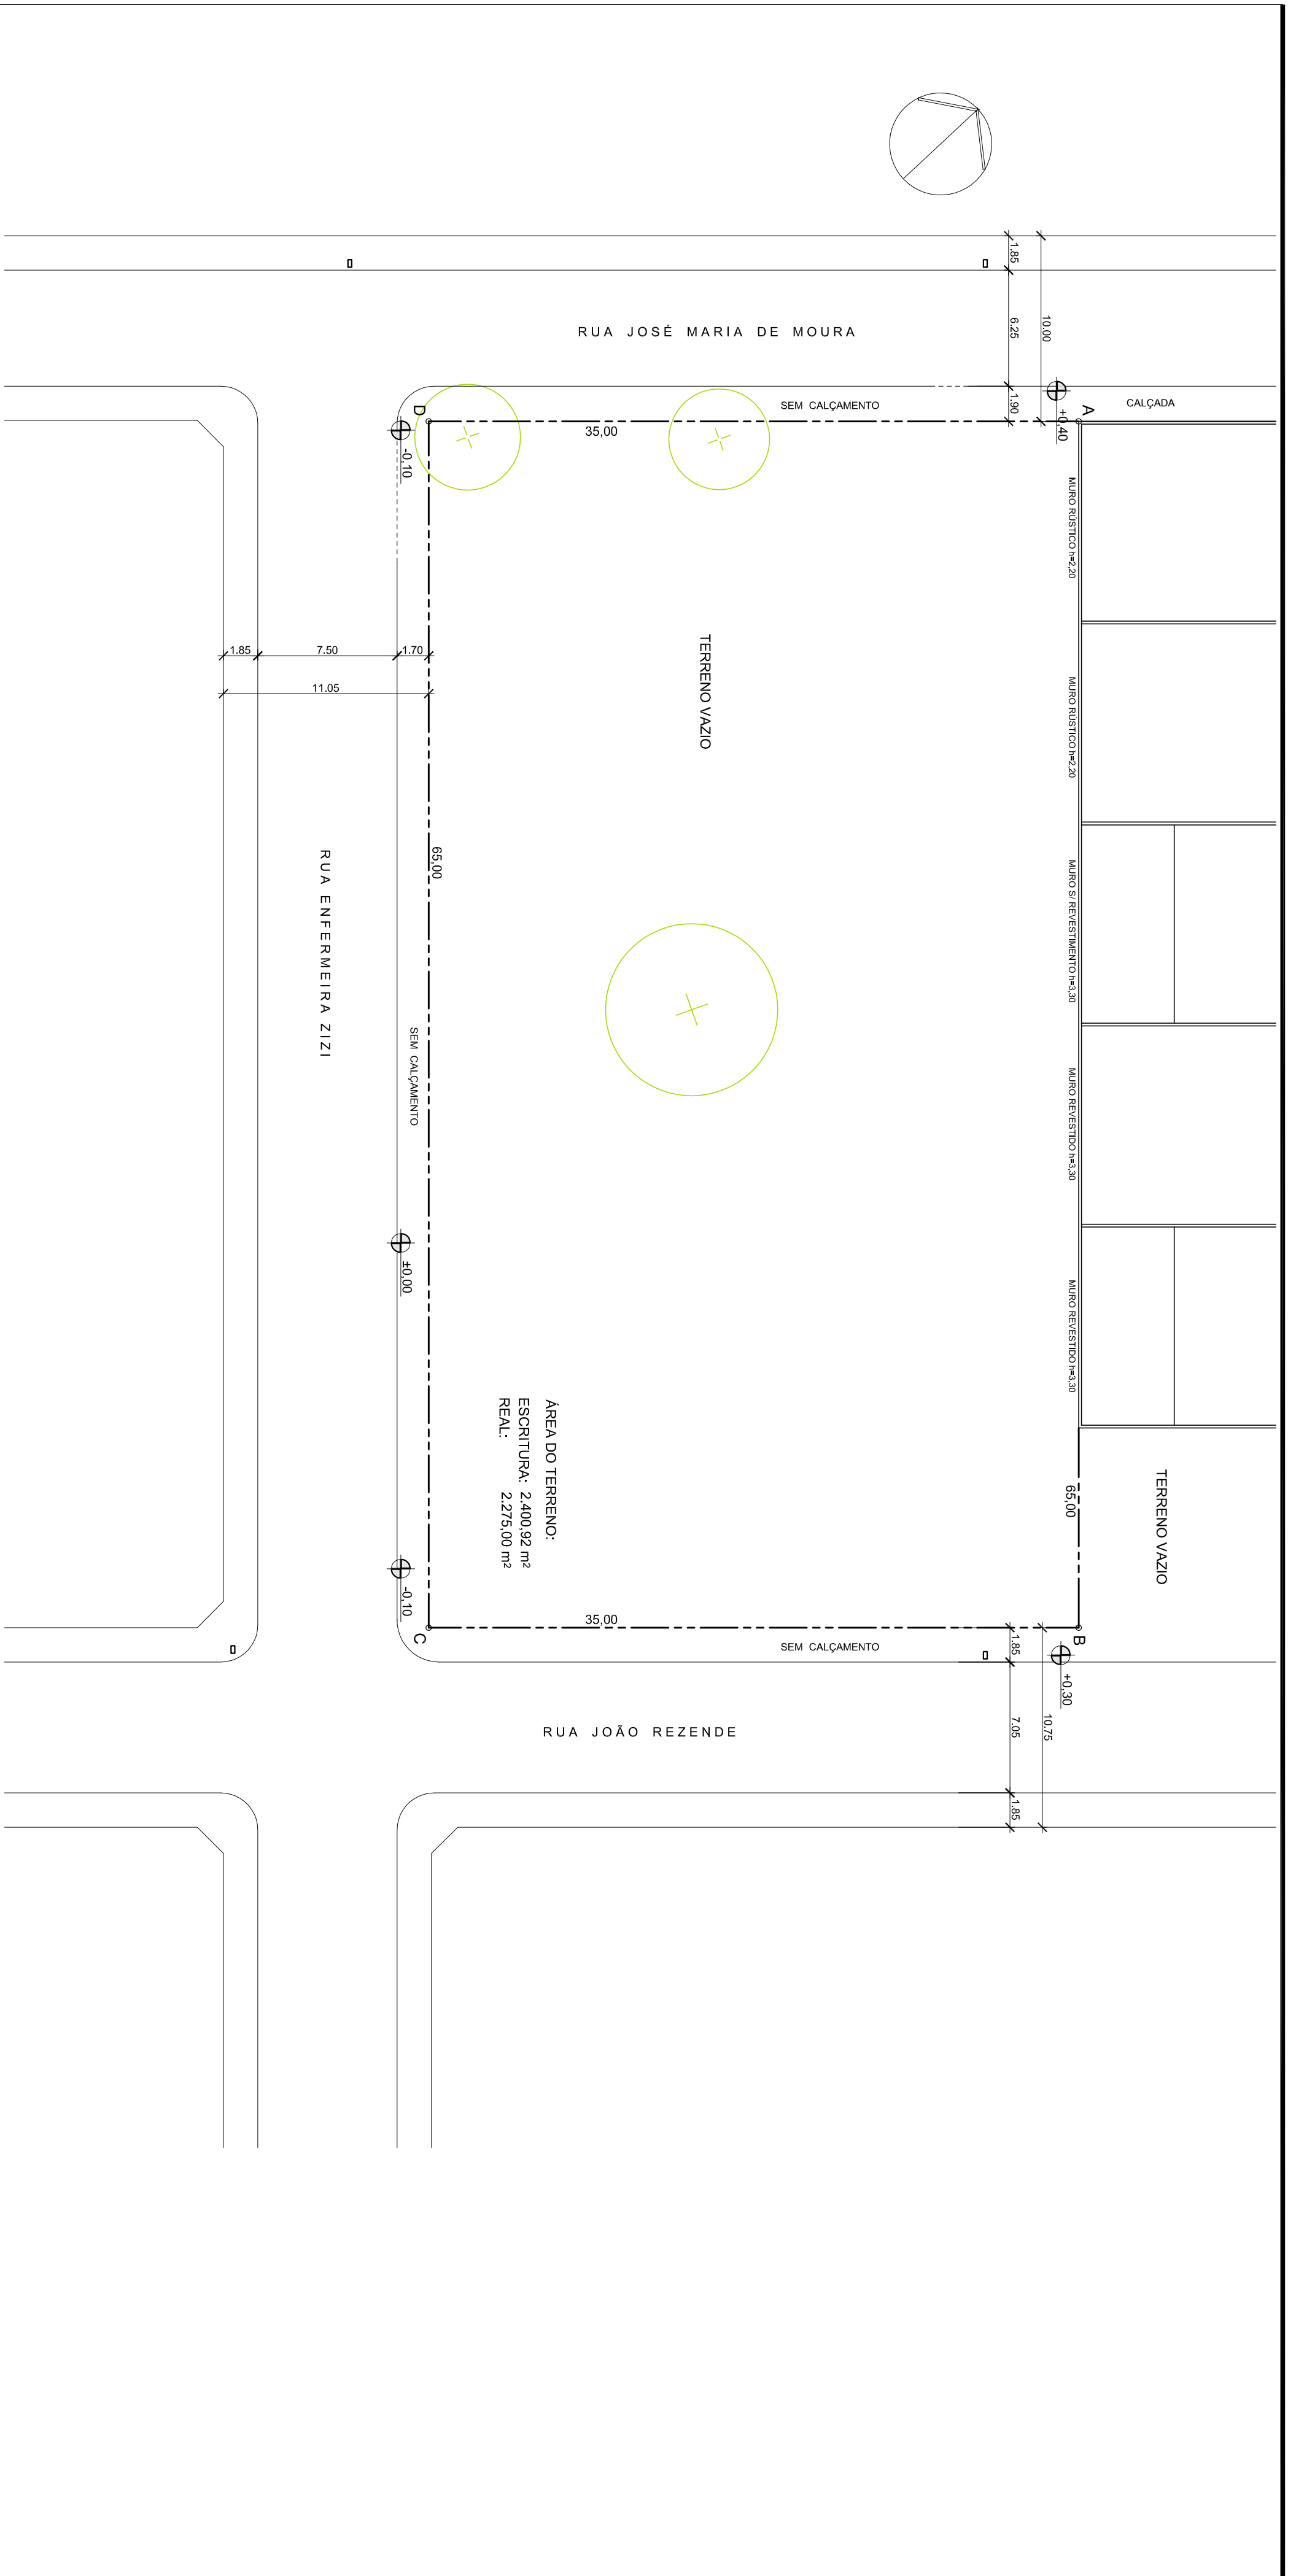 1.85
10.00
6.25
1.90
RUA JOSÉ MARIA DE MOURA
SEM CALÇAMENTO
CALÇADA
A
+0,40
D
-0,10
35,00
MURO RÚSTICO h=2,20
MURO RÚSTICO h=2,20
MURO S/ REVESTIMENTO h=3,30
MURO REVESTIDO h=3,30
MURO REVESTIDO h=3,30
TERRENO VAZIO
1.85
7.50
1.70
11.05
65,00
RUA ENFERMEIRA ZIZI
SEM CALÇAMENTO
±0,00
ÁREA DO TERRENO:
ESCRITURA: 2.400,92 m²
REAL: 2.275,00 m²
65,00
TERRENO VAZIO
-0,10
C
35,00
SEM CALÇAMENTO
B
+0,30
1.85
10.75
7.05
1.85
RUA JOÃO REZENDE